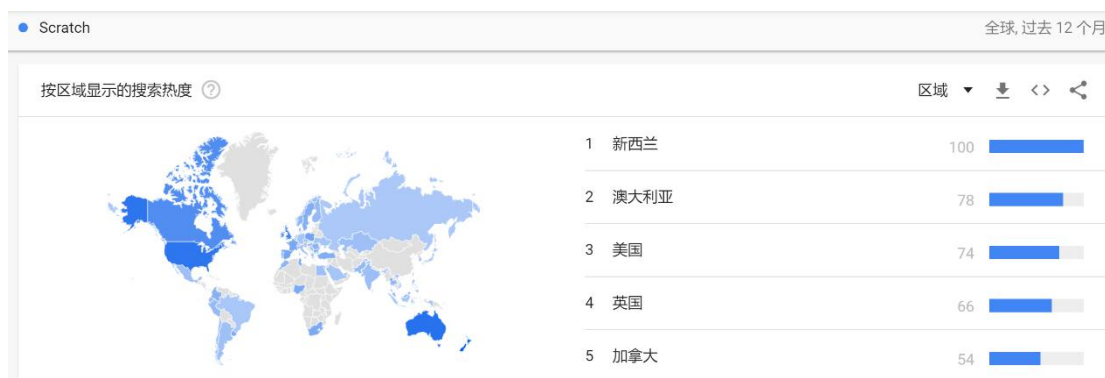 Scratch 全球, 过去 12 个月
按区域显示的搜索热度 区域
1 新西兰 100
2 澳大利亚 78
3 美国 74
4 英国 66
5 加拿大 54